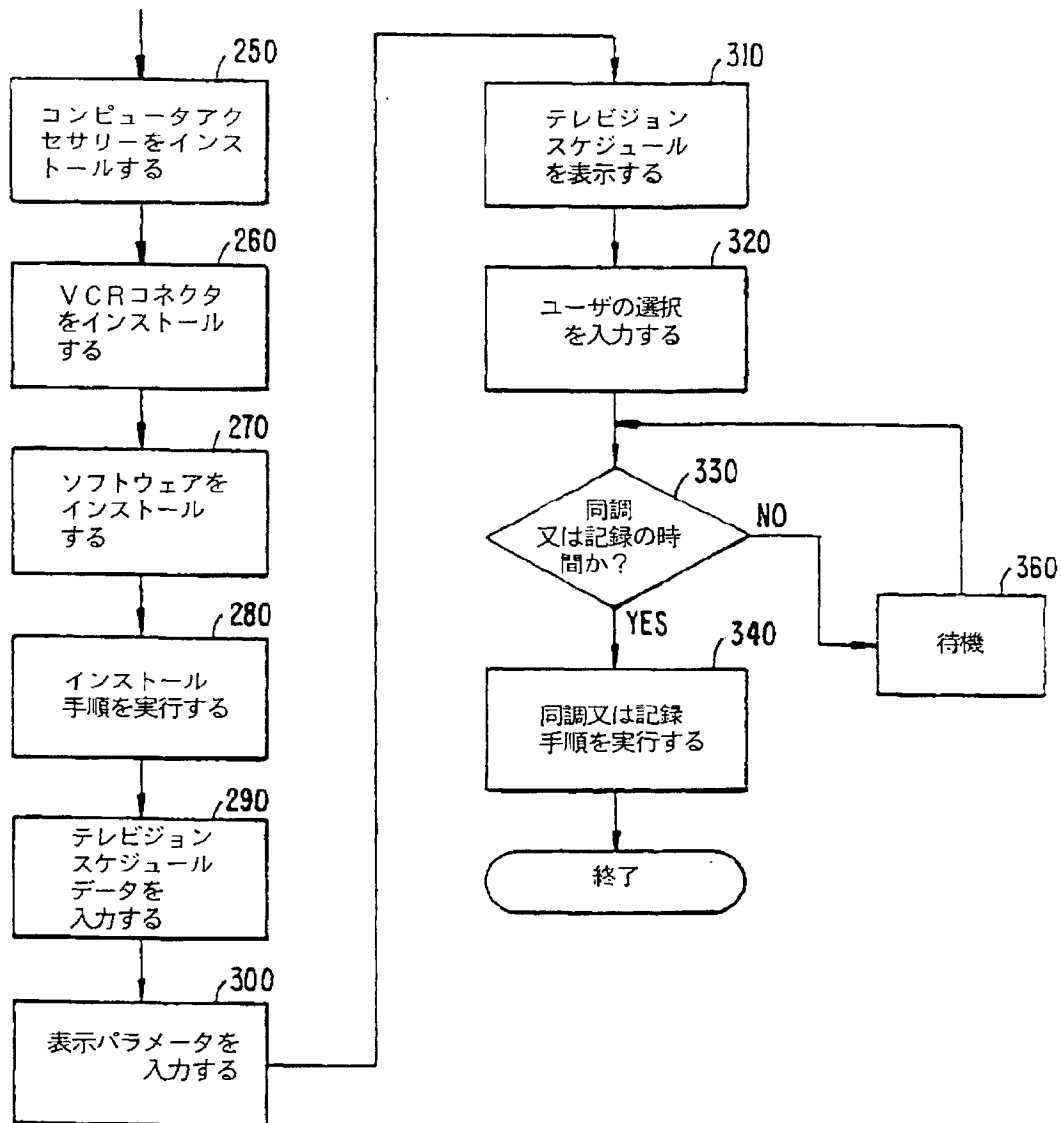 250
コンピュータアク
セサリーをインス
トールする
260
ＶＣＲコネクタ
をインストール
する
270
ソフトウェアを
インストール
する
280
インストール
手順を実行する
290
テレビジョン
スケジュール
データを
入力する
300
表示パラメータを
入力する
310
テレビジョン
スケジュール
を表示する
320
ユーザの選択
を入力する
330
同調
又は記録の時
間か？
NO
YES
360
待機
340
同調又は記録
手順を実行する
終了